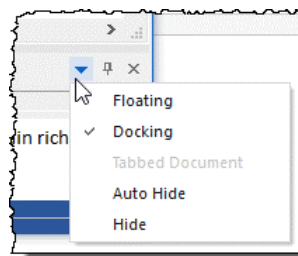 Floating
Docking
in rich
Tabbed Document
Auto Hide
Hide